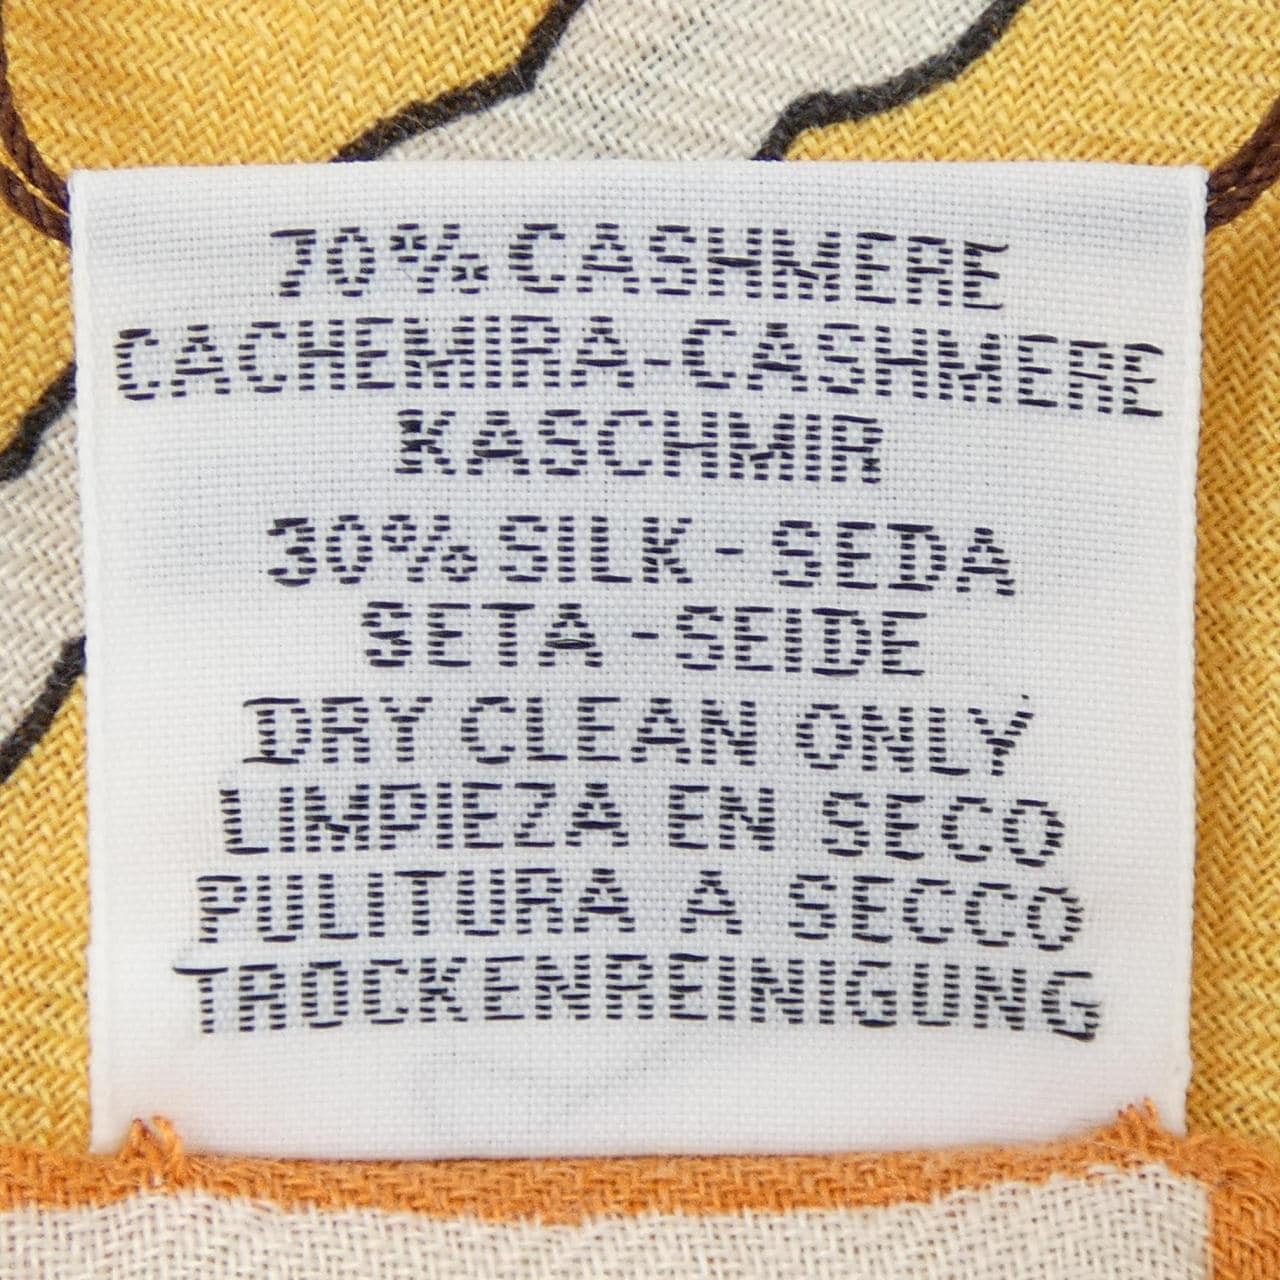 70% CASHMERE
CACHEMIRA-CASHMERE
KASCHMIR
30% SILK - SEDA
SETA -SEIDE
DRY CLEAN ONLY
LIMPIEZA EN SECO
PULITURA A SECCO
TROCKENREINIGUNG